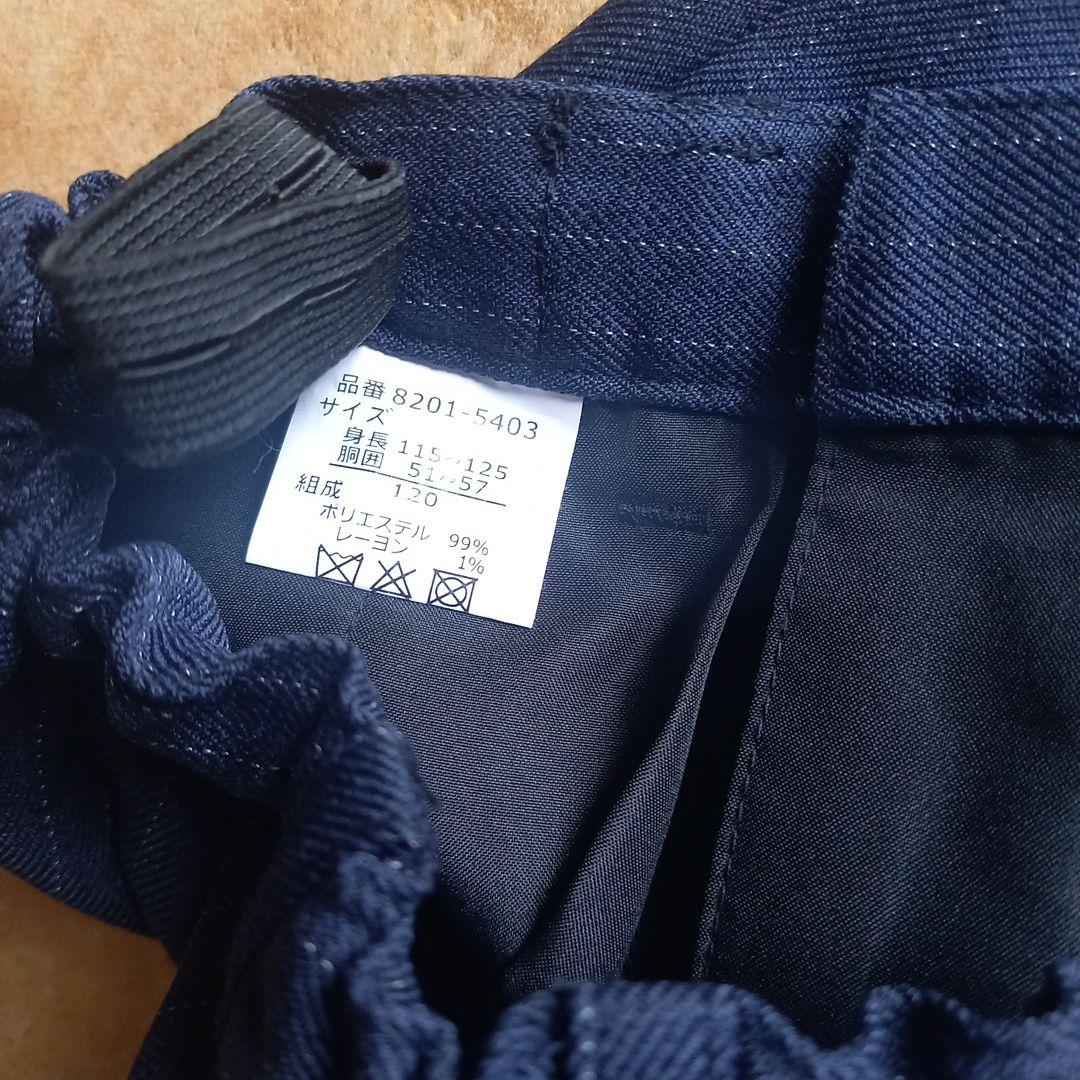 品番 8201-5403
サイズ
身長 115~125
胴囲 51~57
120
組成
ポリエステル 99%
レーヨン 1%